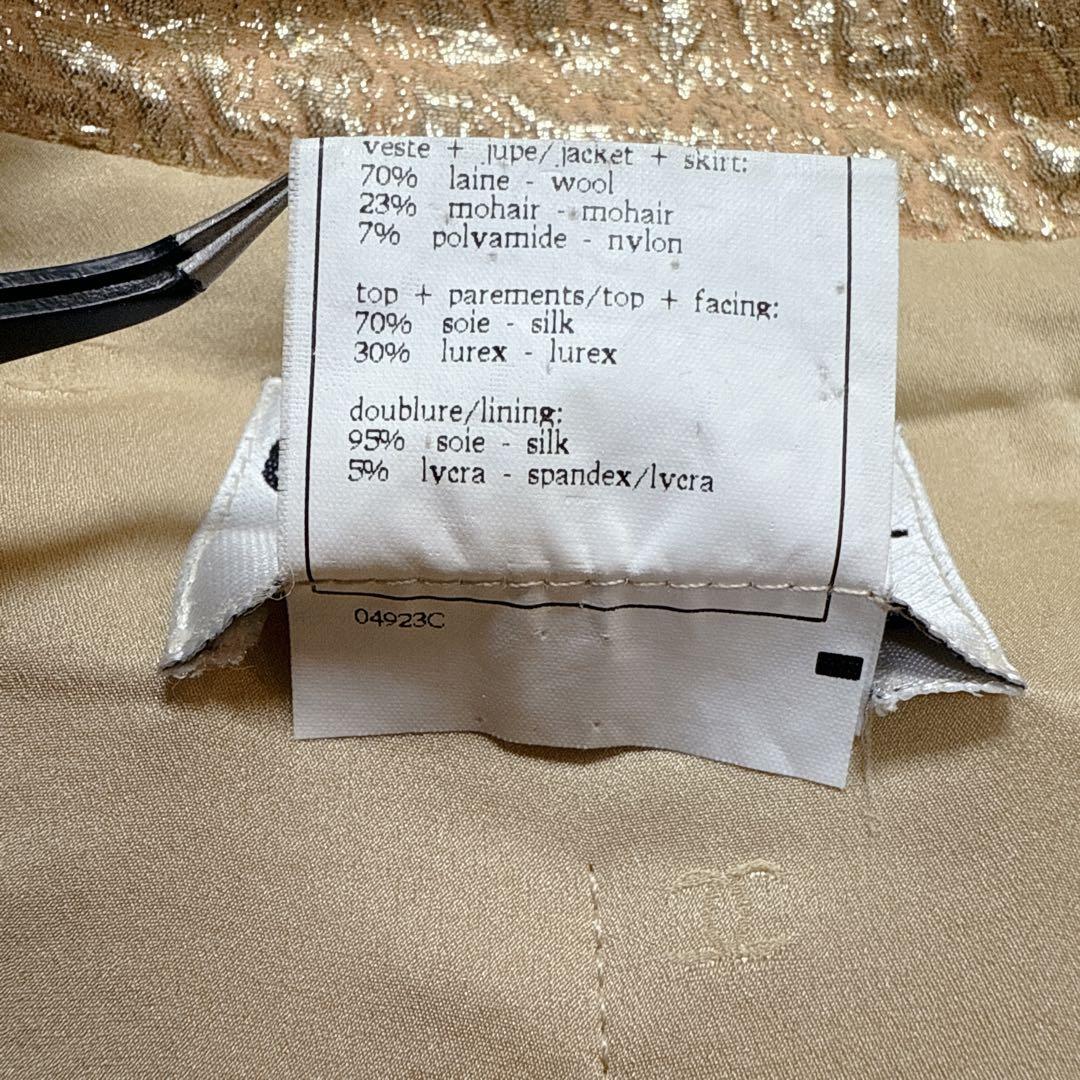 veste + jupe/jacket + skirt:
70% laine - wool
23% mohair - mohair
7% polyamide - nylon
top + parements/top + facing:
70% soie - silk
30% lurex - lurex
doublure/lining:
95% soie - silk
5% lycra - spandex/lycra
04923C